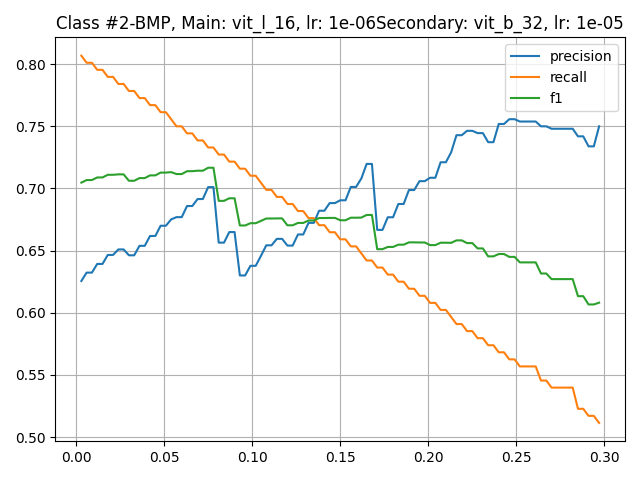 Class #2-BMP, Main: vit_l_16, lr: 1e-06Secondary: vit_b_32, lr: 1e-05
precision
recall
f1
0.80
0.75
0.70
0.65
0.60
0.55
0.50
0.00 0.05 0.10 0.15 0.20 0.25 0.30